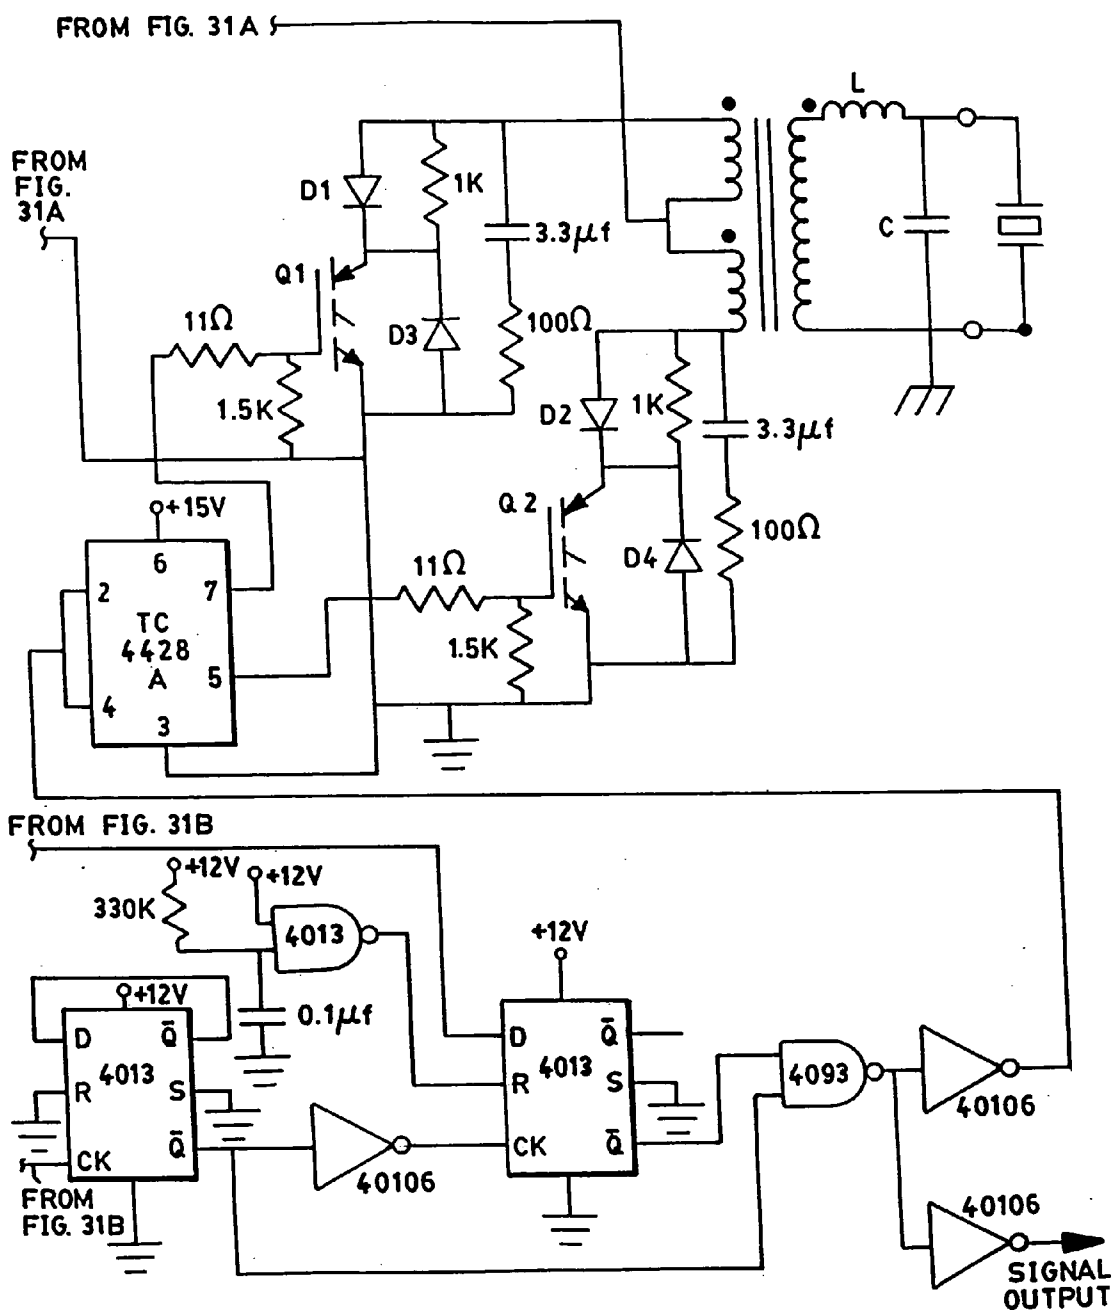 FROM FIG. 31A
L
FROM
FIG.
31A
D1
1K
3.3μf
C
Q1
11Ω
D3
100Ω
1.5K
D2
1K
3.3μf
+15V
Q2
6
2
7
11Ω
D4
100Ω
TC
4428
A
5
1.5K
4
3
FROM FIG. 31B
+12V
+12V
330K
4013
+12V
+12V
0.1μf
D
Q̅
4013
R
S
CK
Q̅
D
Q̅
4013
R
S
CK
Q̅
4093
40106
40106
FROM
FIG. 31B
40106
SIGNAL
OUTPUT